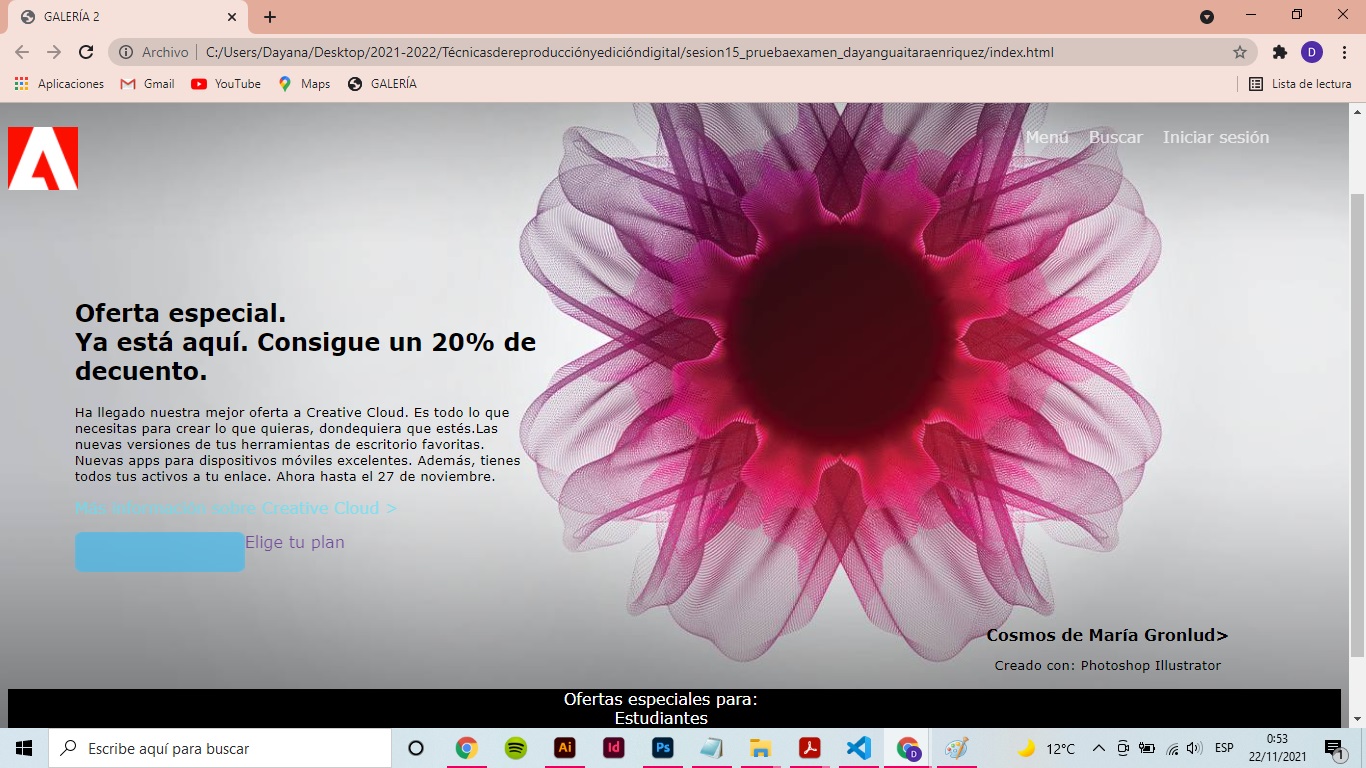 GALERÍA 2
Archivo C:/Users/Dayana/Desktop/2021-2022/Técnicasdereproducciónyedicióndigital/sesion15_pruebaexamen_dayanguaitaraenriquez/index.html
D
Aplicaciones Gmail YouTube Maps GALERÍA Lista de lectura
Menú Buscar Iniciar sesión
Oferta especial.
Ya está aquí. Consigue un 20% de
decuento.
Ha llegado nuestra mejor oferta a Creative Cloud. Es todo lo que
necesitas para crear lo que quieras, dondequiera que estés.Las
nuevas versiones de tus herramientas de escritorio favoritas.
Nuevas apps para dispositivos móviles excelentes. Además, tienes
todos tus activos a tu enlace. Ahora hasta el 27 de noviembre.
Más información sobre Creative Cloud >
Elige tu plan
Cosmos de María Gronlud>
Creado con: Photoshop Illustrator
Ofertas especiales para:
Estudiantes
Escribe aquí para buscar
Ai Id Ps D
12°C ESP
0:53
22/11/2021
1